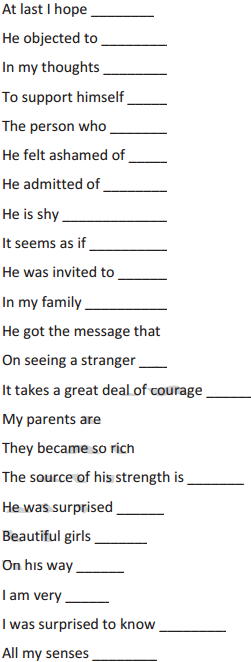 At last I hope ________
He objected to ________
In my thoughts ________
To support himself _____
The person who _______
He felt ashamed of _____
He admitted of ________
He is shy _____________
It seems as if __________
He was invited to ______
In my family __________
He got the message that
On seeing a stranger ____
It takes a great deal of courage ______
My parents are
They became so rich
The source of his strength is _______
He was surprised ______
Beautiful girls _______
On his way ______
I am very ______
I was surprised to know ________
All my senses ________